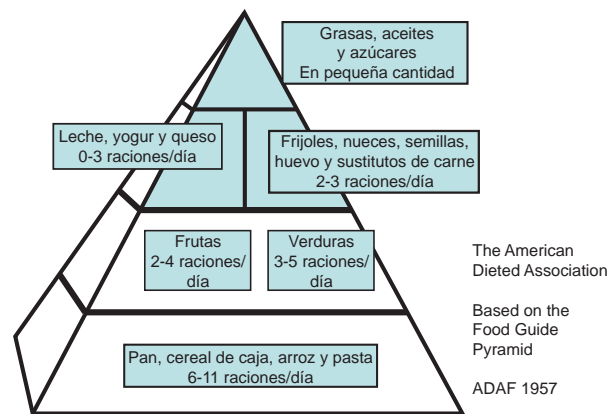 Grasas, aceites
y azúcares
En pequeña cantidad
Leche, yogur y queso
0-3 raciones/día
Frijoles, nueces, semillas,
huevo y sustitutos de carne
2-3 raciones/día
Frutas
2-4 raciones/
día
Verduras
3-5 raciones/
día
The American
Dieted Association
Based on the
Food Guide
Pyramid
ADAF 1957
Pan, cereal de caja, arroz y pasta
6-11 raciones/día